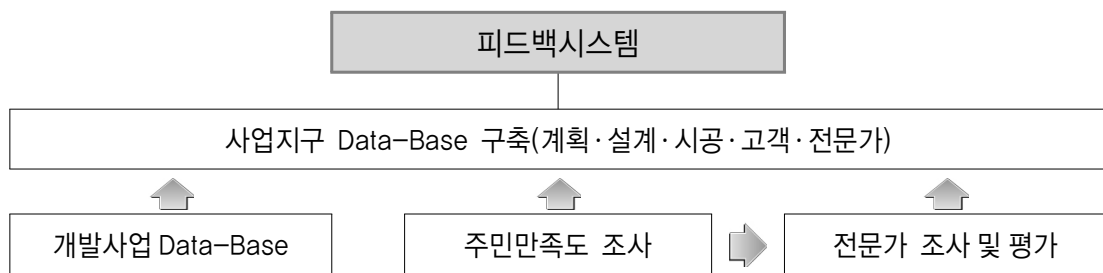 피드백시스템
사업지구 Data-Base 구축(계획·설계·시공·고객·전문가)
개발사업 Data-Base
주민만족도 조사
전문가 조사 및 평가